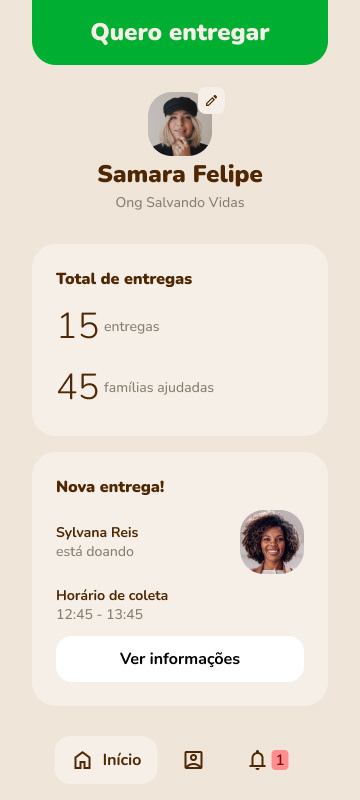 Quero entregar
Samara Felipe
Ong Salvando Vidas
Total de entregas
15 entregas
45 famílias ajudadas
Nova entrega!
Sylvana Reis
está doando
Horário de coleta
12:45 - 13:45
Ver informações
Início
1